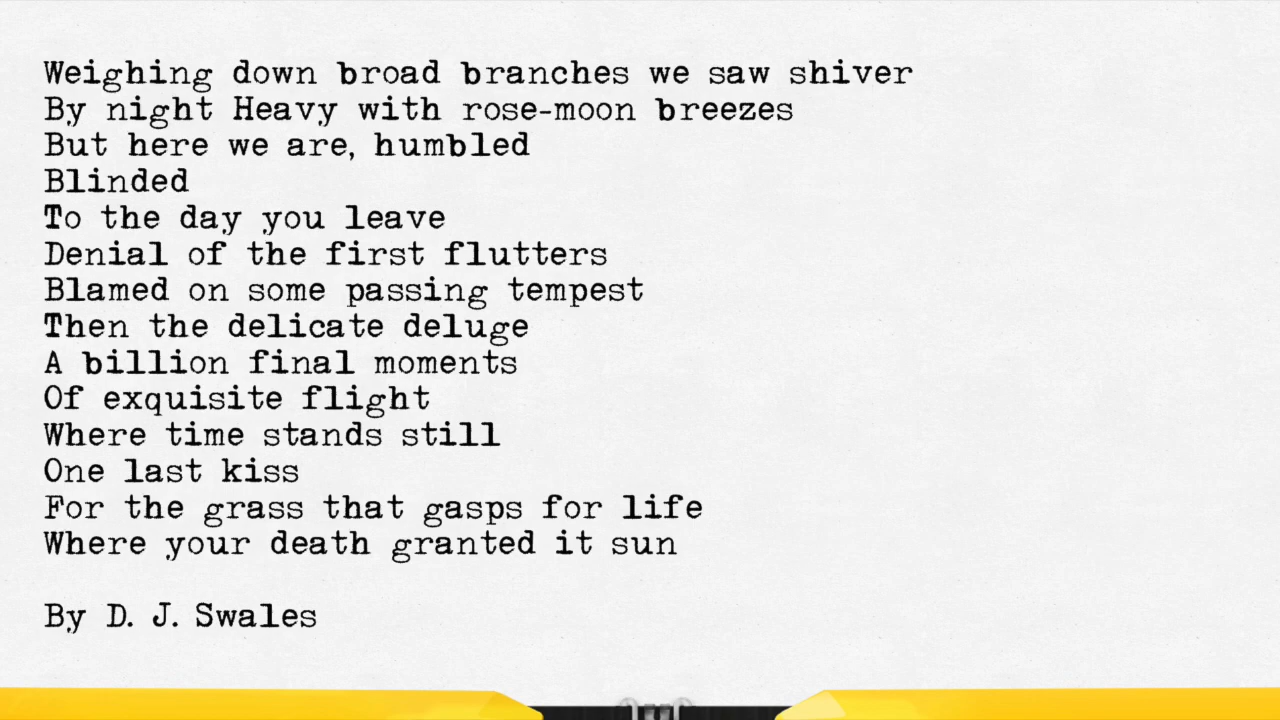 Weighing down broad branches we saw shiver
By night Heavy with rose-moon breezes
But here we are, humbled
Blinded
To the day you leave
Denial of the first flutters
Blamed on some passing tempest
Then the delicate deluge
A billion final moments
Of exquisite flight
Where time stands still
One last kiss
For the grass that gasps for life
Where your death granted it sun
By D. J. Swales